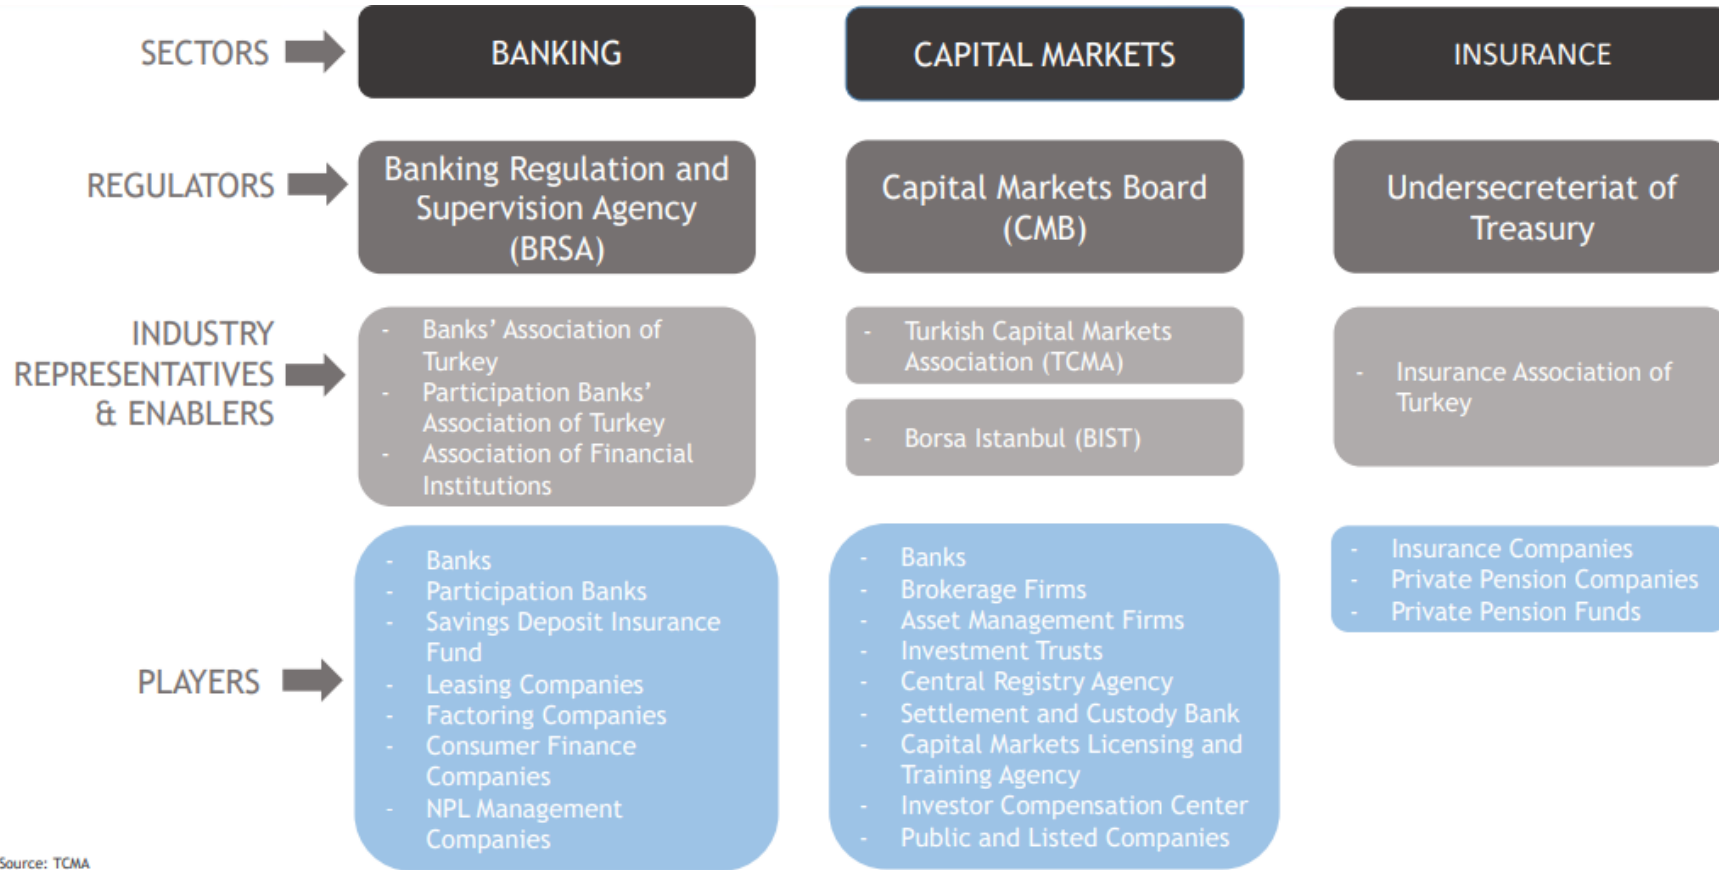 SECTORS
BANKING
CAPITAL MARKETS
INSURANCE
REGULATORS
Banking Regulation and
Supervision Agency
(BRSA)
Capital Markets Board
(CMB)
Undersecreteriat of
Treasury
INDUSTRY
REPRESENTATIVES
& ENABLERS
- Banks' Association of
Turkey
- Participation Banks'
Association of Turkey
- Association of Financial
Institutions
- Turkish Capital Markets
Association (TCMA)
- Borsa Istanbul (BIST)
- Insurance Association of
Turkey
PLAYERS
- Banks
- Participation Banks
- Savings Deposit Insurance
Fund
- Leasing Companies
- Factoring Companies
- Consumer Finance
Companies
- NPL Management
Companies
- Banks
- Brokerage Firms
- Asset Management Firms
- Investment Trusts
- Central Registry Agency
- Settlement and Custody Bank
- Capital Markets Licensing and
Training Agency
- Investor Compensation Center
- Public and Listed Companies
- Insurance Companies
- Private Pension Companies
- Private Pension Funds
Source: TCMA